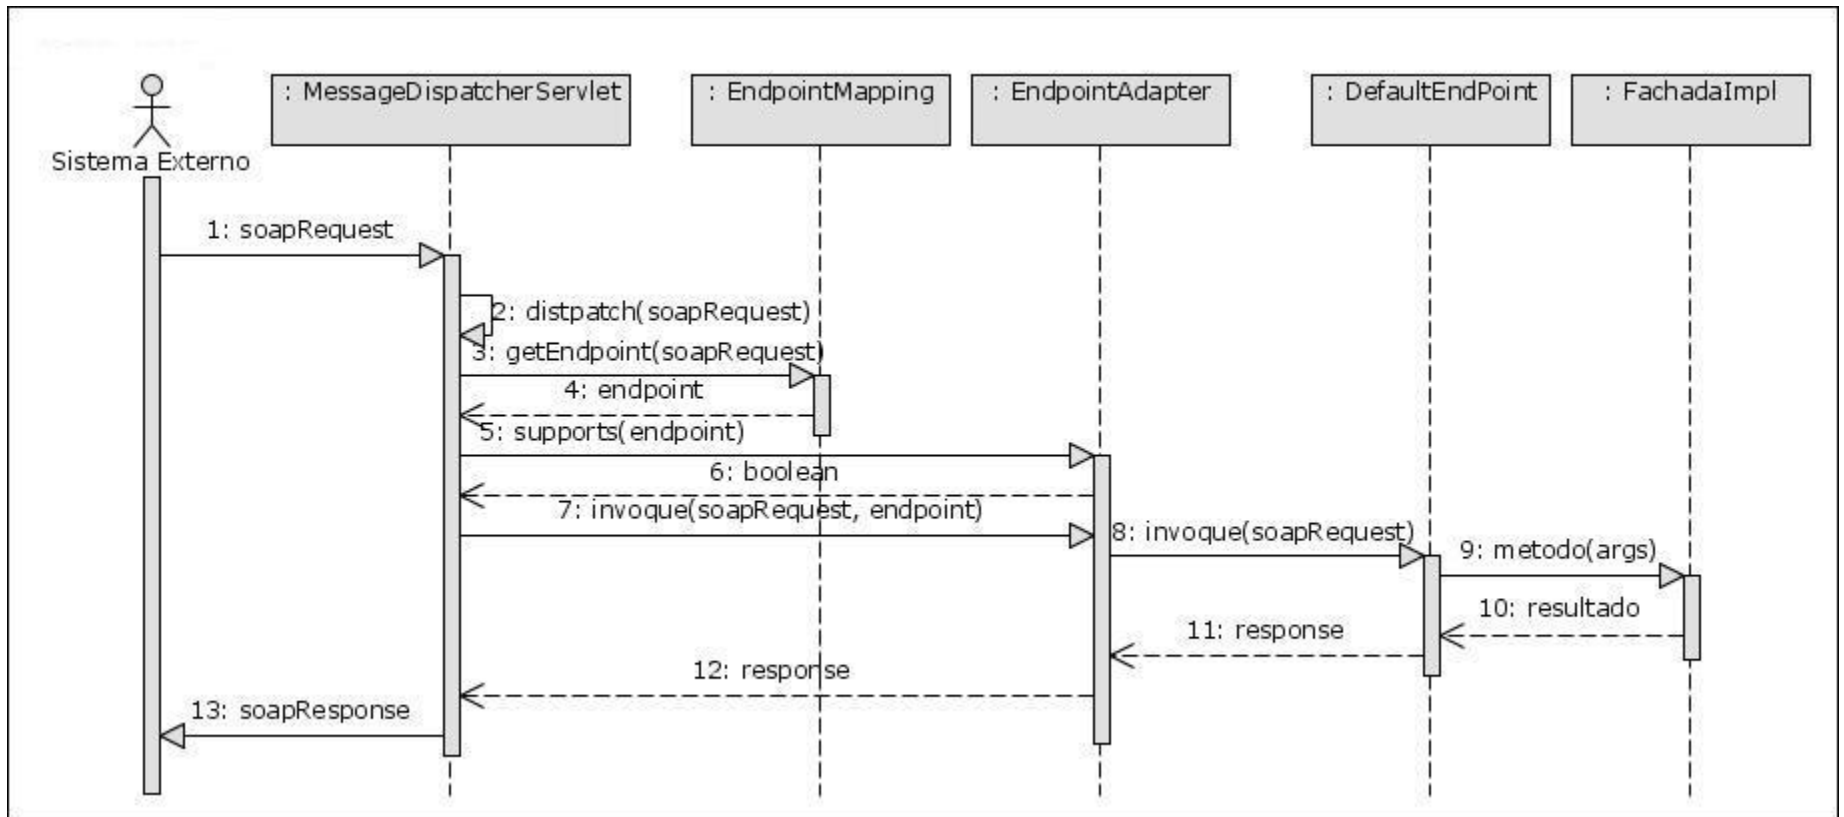 : MessageDispatcherServlet
: EndpointMapping
: EndpointAdapter
: DefaultEndPoint
: FachadaImpl
Sistema Externo
1: soapRequest
2: distpatch(soapRequest)
3: getEndpoint(soapRequest)
4: endpoint
5: supports(endpoint)
6: boolean
7: invoque(soapRequest, endpoint)
8: invoque(soapRequest)
9: metodo(args)
10: resultado
11: response
12: response
13: soapResponse